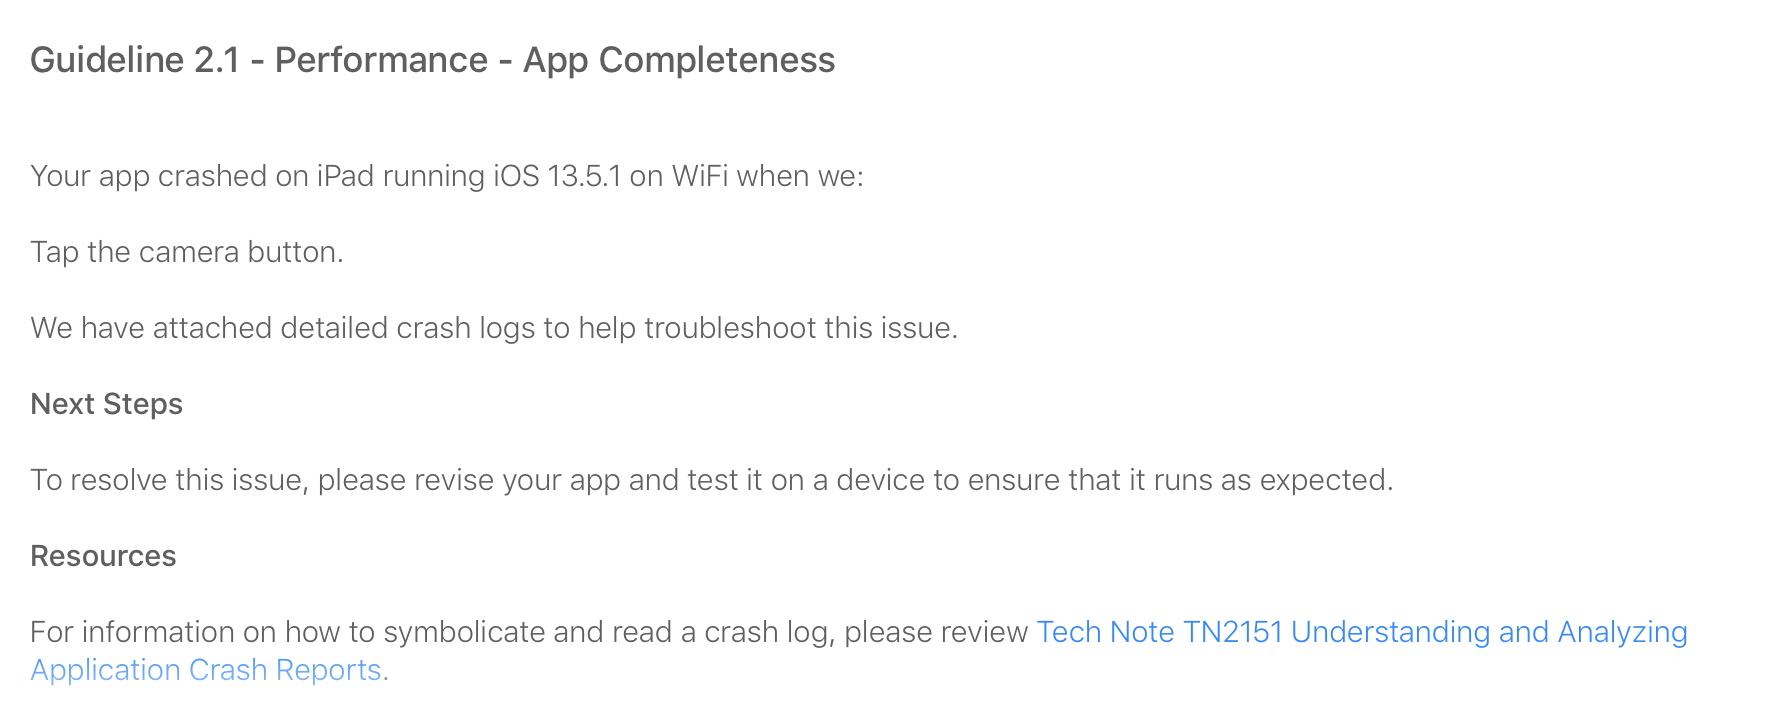 Guideline 2.1 - Performance - App Completeness
Your app crashed on iPad running iOS 13.5.1 on WiFi when we:
Tap the camera button.
We have attached detailed crash logs to help troubleshoot this issue.
Next Steps
To resolve this issue, please revise your app and test it on a device to ensure that it runs as expected.
Resources
For information on how to symbolicate and read a crash log, please review Tech Note TN2151 Understanding and Analyzing
Application Crash Reports.